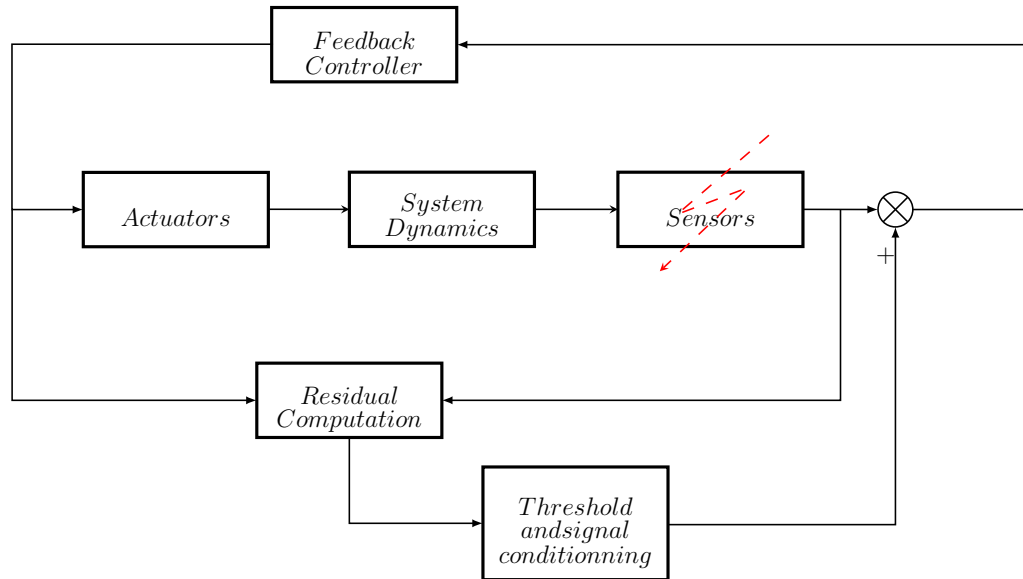 Feedback
Controller
Actuators
System
Dynamics
Sensors
+
Residual
Computation
Threshold
andsignal
conditionning